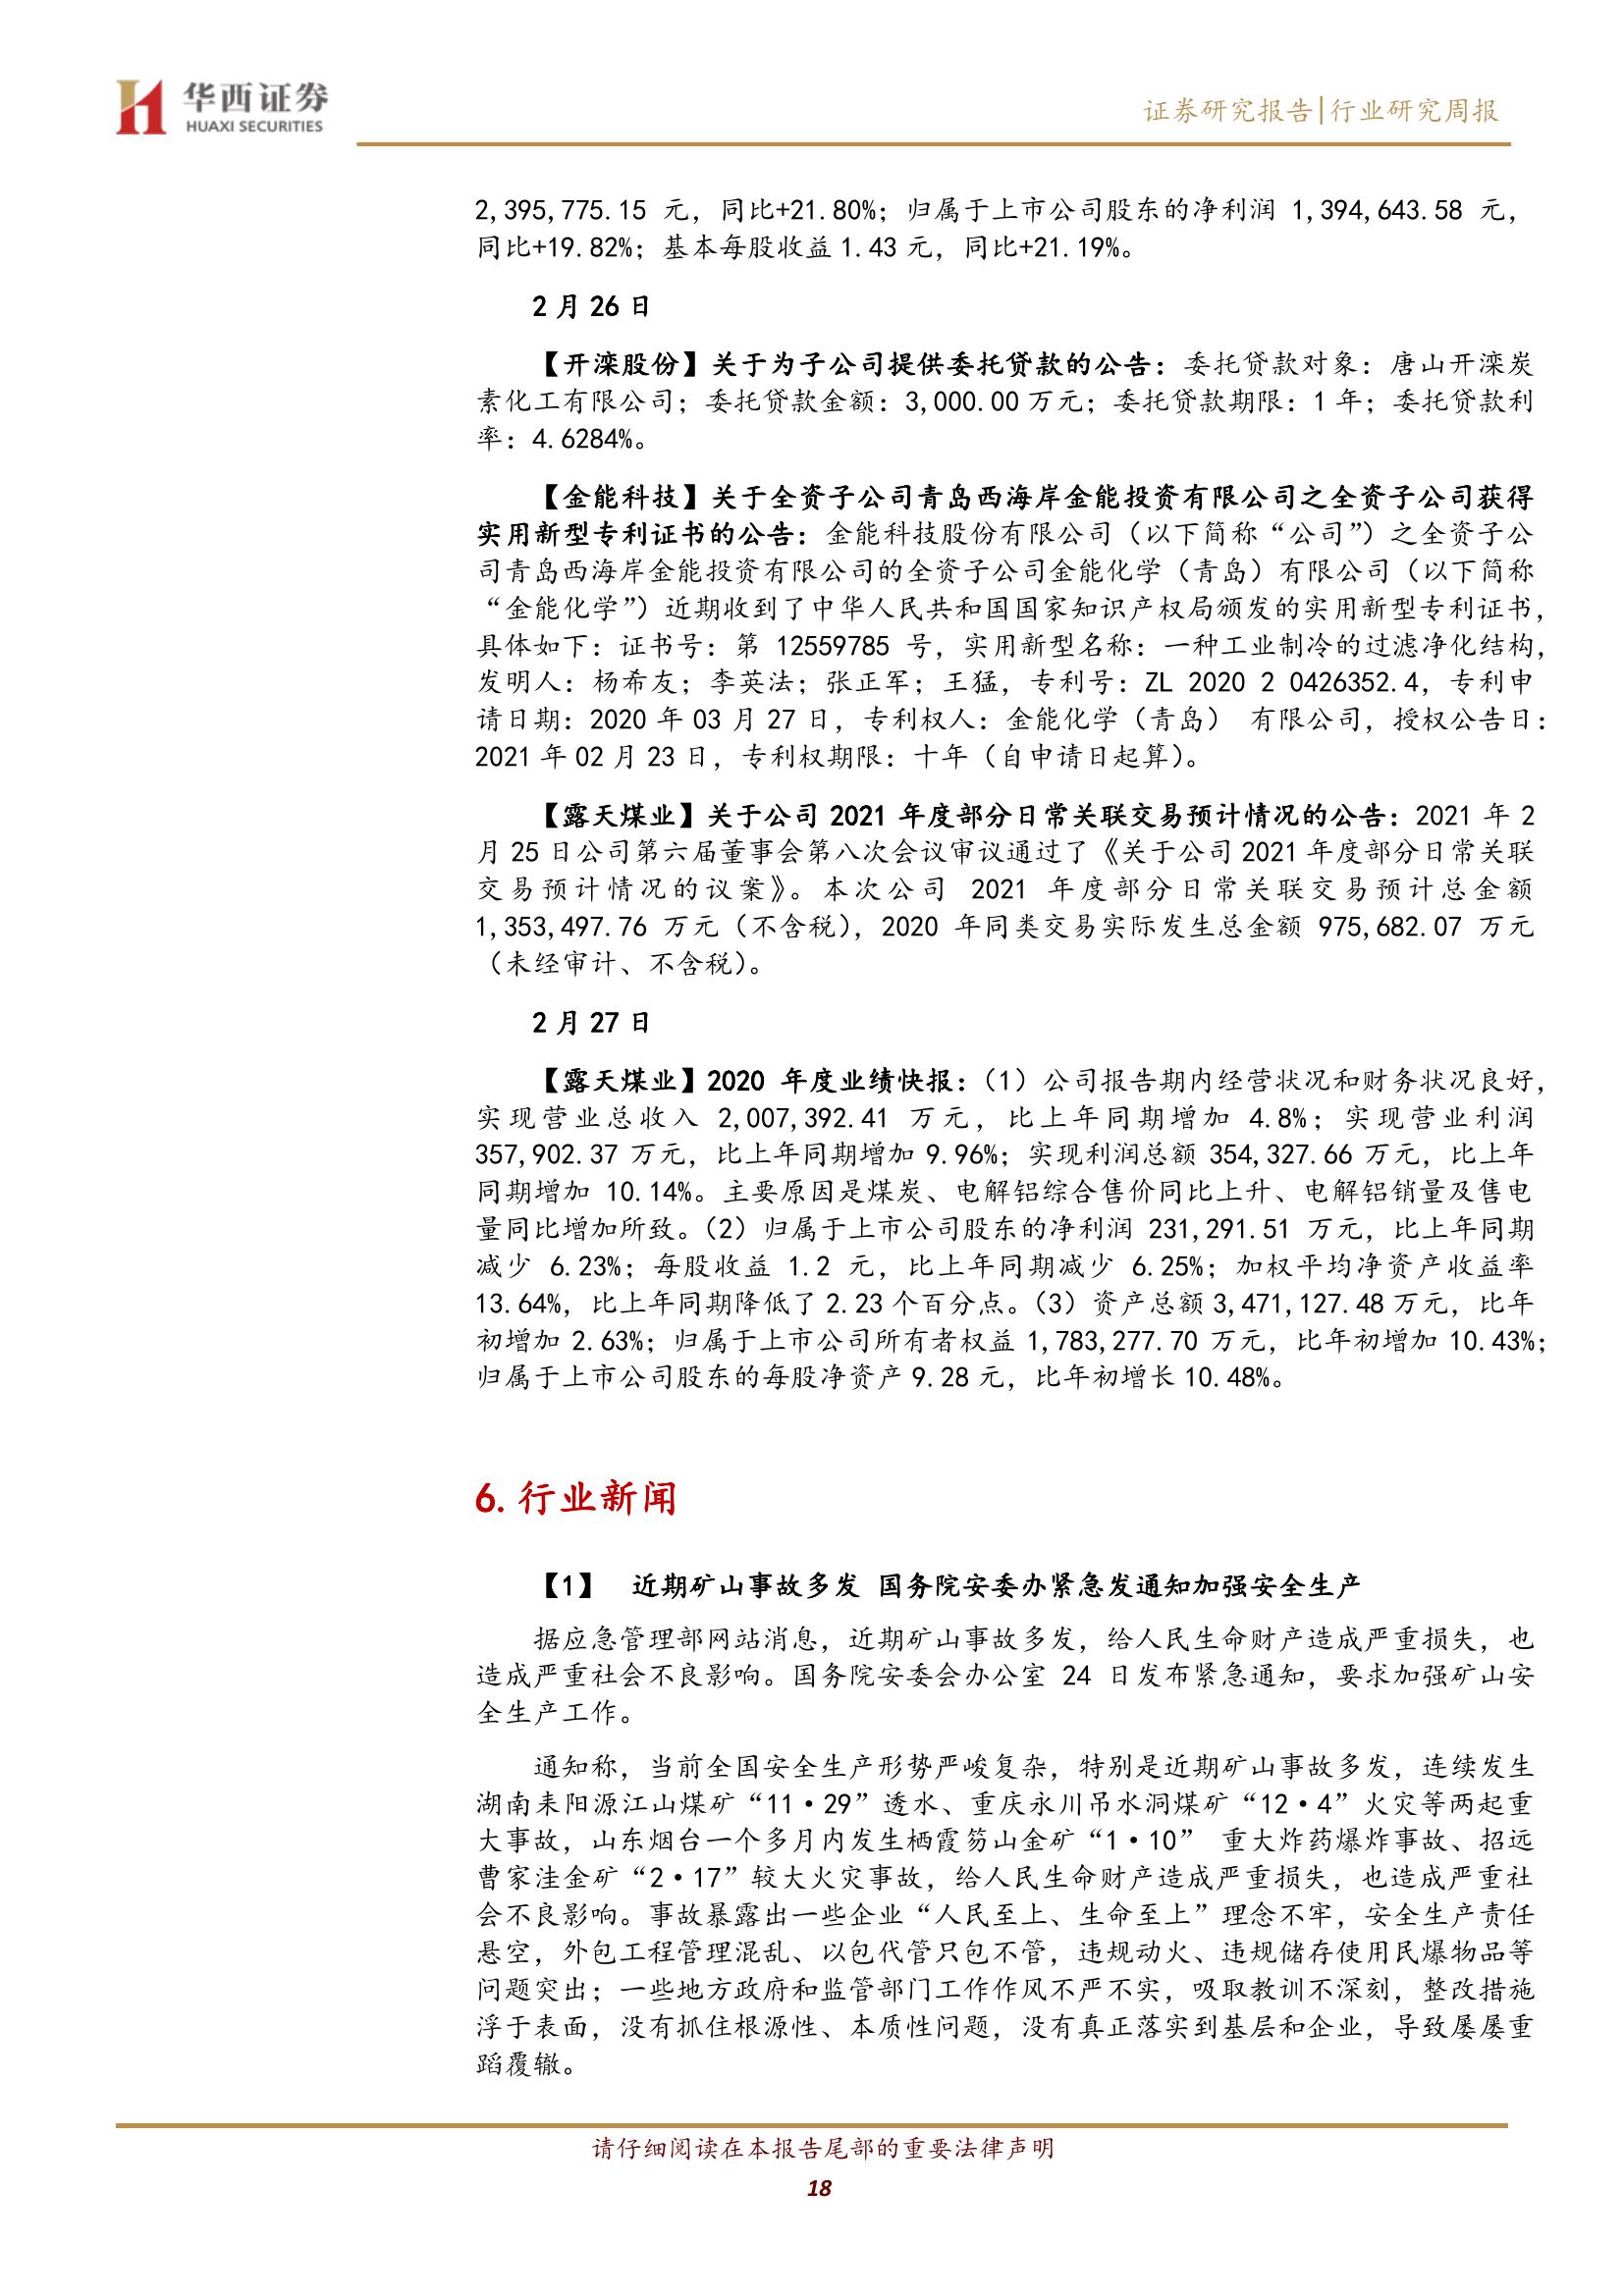 华西证券
HUAXI SECURITIES
证券研究报告|行业研究周报
2,395,775.15 元，同比+21.80%；归属于上市公司股东的净利润 1,394,643.58 元，
同比+19.82%；基本每股收益 1.43 元，同比+21.19%。
2 月 26 日
【开滦股份】关于为子公司提供委托贷款的公告：委托贷款对象：唐山开滦炭
素化工有限公司；委托贷款金额：3,000.00 万元；委托贷款期限：1 年；委托贷款利
率：4.6284%。
【金能科技】关于全资子公司青岛西海岸金能投资有限公司之全资子公司获得
实用新型专利证书的公告：金能科技股份有限公司（以下简称“公司”）之全资子公
司青岛西海岸金能投资有限公司的全资子公司金能化学（青岛）有限公司（以下简称
“金能化学”）近期收到了中华人民共和国国家知识产权局颁发的实用新型专利证书，
具体如下：证书号：第 12559785 号，实用新型名称：一种工业制冷的过滤净化结构，
发明人：杨希友；李英法；张正军；王猛，专利号：ZL 2020 2 0426352.4，专利申
请日期：2020 年 03 月 27 日，专利权人：金能化学（青岛） 有限公司，授权公告日：
2021 年 02 月 23 日，专利权期限：十年（自申请日起算）。
【露天煤业】关于公司 2021 年度部分日常关联交易预计情况的公告：2021 年 2
月 25 日公司第六届董事会第八次会议审议通过了《关于公司 2021 年度部分日常关联
交易预计情况的议案》。本次公司 2021 年度部分日常关联交易预计总金额
1,353,497.76 万元（不含税），2020 年同类交易实际发生总金额 975,682.07 万元
（未经审计、不含税）。
2 月 27 日
【露天煤业】2020 年度业绩快报：（1）公司报告期内经营状况和财务状况良好，
实现营业总收入 2,007,392.41 万元，比上年同期增加 4.8%；实现营业利润
357,902.37 万元，比上年同期增加 9.96%；实现利润总额 354,327.66 万元，比上年
同期增加 10.14%。主要原因是煤炭、电解铝综合售价同比上升、电解铝销量及售电
量同比增加所致。（2）归属于上市公司股东的净利润 231,291.51 万元，比上年同期
减少 6.23%；每股收益 1.2 元，比上年同期减少 6.25%；加权平均净资产收益率
13.64%，比上年同期降低了 2.23 个百分点。（3）资产总额 3,471,127.48 万元，比年
初增加 2.63%；归属于上市公司所有者权益 1,783,277.70 万元，比年初增加 10.43%；
归属于上市公司股东的每股净资产 9.28 元，比年初增长 10.48%。
6. 行业新闻
【1】 近期矿山事故多发 国务院安委办紧急发通知加强安全生产
据应急管理部网站消息，近期矿山事故多发，给人民生命财产造成严重损失，也
造成严重社会不良影响。国务院安委会办公室 24 日发布紧急通知，要求加强矿山安
全生产工作。
通知称，当前全国安全生产形势严峻复杂，特别是近期矿山事故多发，连续发生
湖南耒阳源江山煤矿“11·29”透水、重庆永川吊水洞煤矿“12·4”火灾等两起重
大事故，山东烟台一个多月内发生栖霞笏山金矿“1·10” 重大炸药爆炸事故、招远
曹家洼金矿“2·17”较大火灾事故，给人民生命财产造成严重损失，也造成严重社
会不良影响。事故暴露出一些企业“人民至上、生命至上”理念不牢，安全生产责任
悬空，外包工程管理混乱、以包代管只包不管，违规动火、违规储存使用民爆物品等
问题突出；一些地方政府和监管部门工作作风不严不实，吸取教训不深刻，整改措施
浮于表面，没有抓住根源性、本质性问题，没有真正落实到基层和企业，导致屡屡重
蹈覆辙。
请仔细阅读在本报告尾部的重要法律声明
18